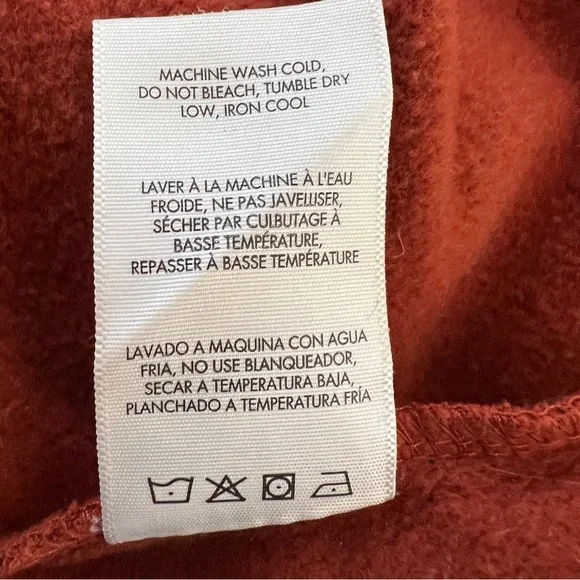 MACHINE WASH COLD,
DO NOT BLEACH, TUMBLE DRY
LOW, IRON COOL
LAVER À LA MACHINE À L'EAU
FROIDE, NE PAS JAVELLISER,
SÉCHER PAR CULBUTAGE À
BASSE TEMPÉRATURE,
REPASSER À BASSE TEMPÉRATURE
LAVADO A MAQUINA CON AGUA
FRIA, NO USE BLANQUEADOR,
SECAR A TEMPERATURA BAJA,
PLANCHADO A TEMPERATURA FRÍA